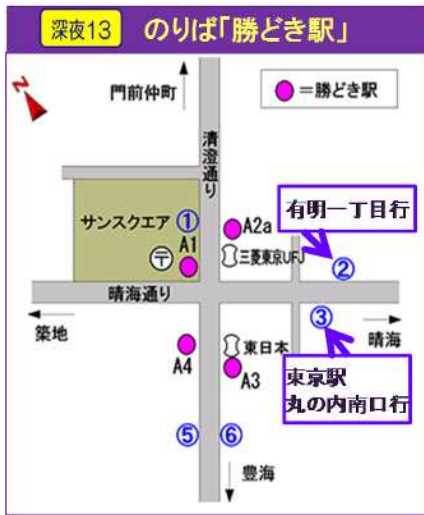 深夜13 のりば「勝どき駅」
N
門前仲町
=勝どき駅
清澄通り
サンスクエア ①
A1
〒
A2a
三菱東京UFJ
有明一丁目行
②
晴海通り
③
築地
晴海
A4
東日本
A3
東京駅
丸の内南口行
⑤ ⑥
豊海